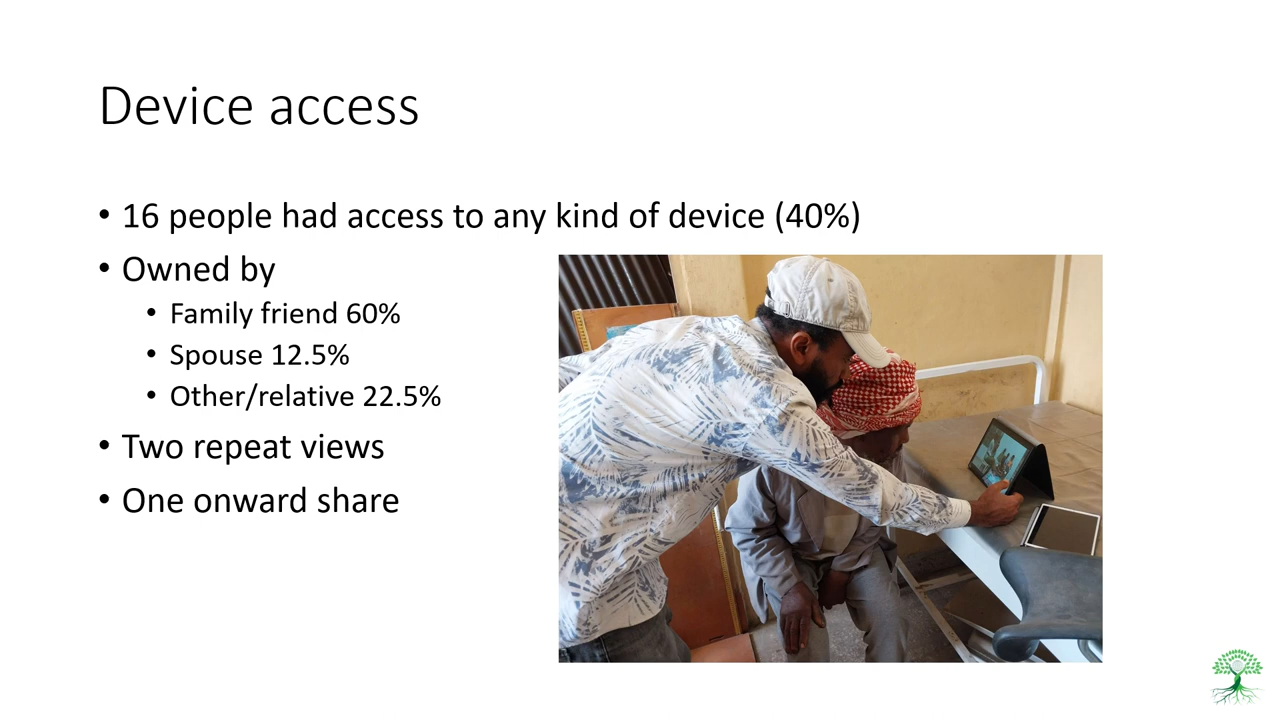 Device access
• 16 people had access to any kind of device (40%)
• Owned by
• Family friend 60%
• Spouse 12.5%
• Other/relative 22.5%
• Two repeat views
• One onward share